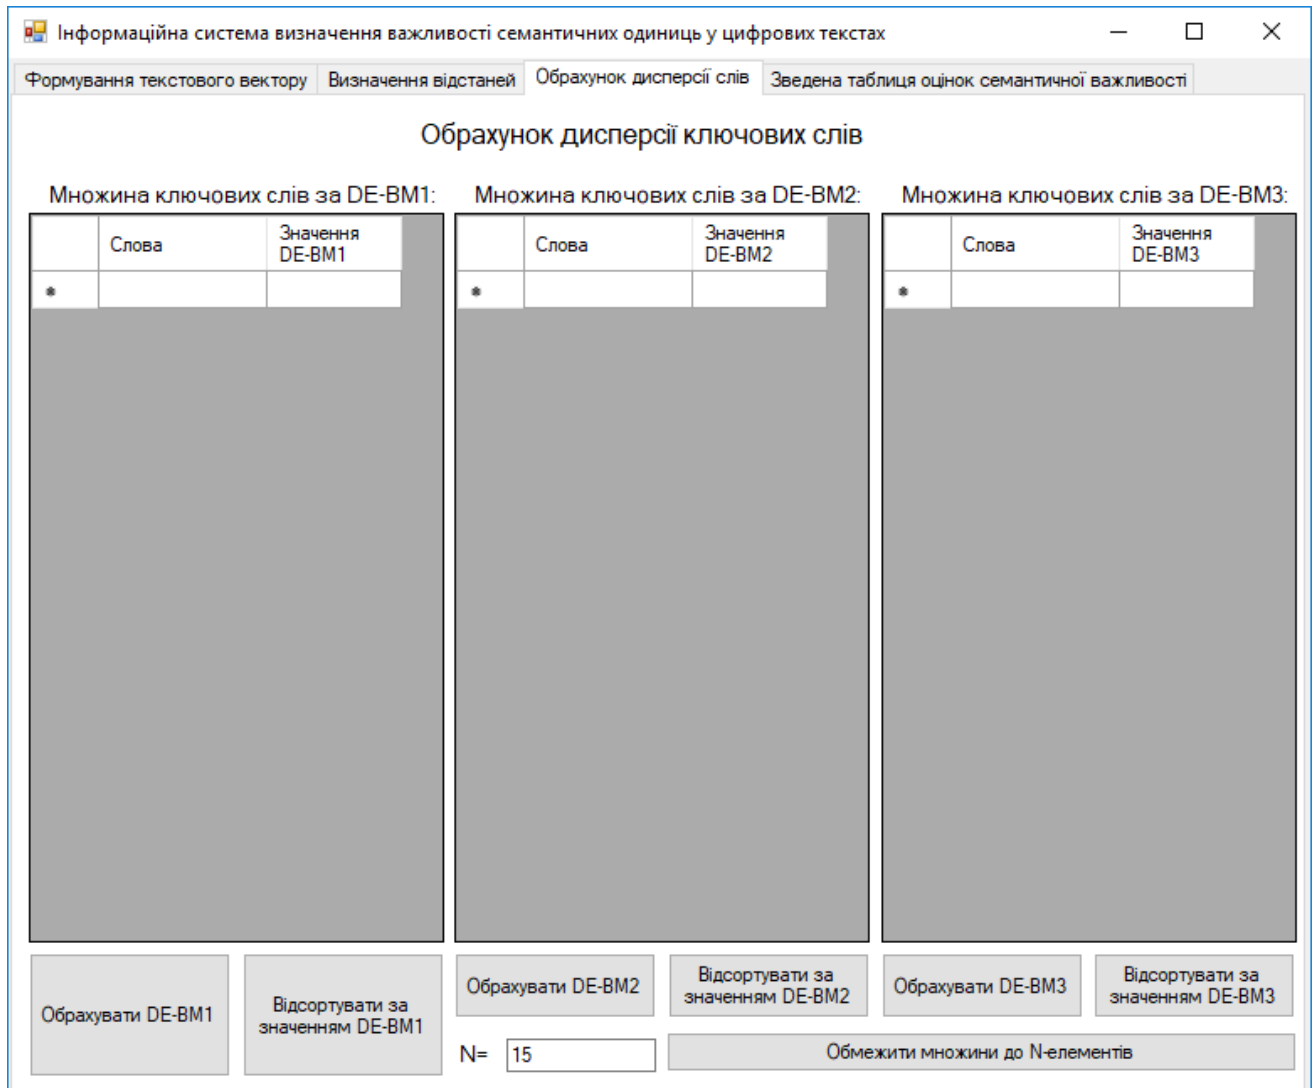 Інформаційна система визначення важливості семантичних одиниць у цифрових текстах
Формування текстового вектору Визначення відстаней Обрахунок дисперсії слів Зведена таблиця оцінок семантичної важливості
Обрахунок дисперсії ключових слів
Множина ключових слів за DE-BM1: Множина ключових слів за DE-BM2: Множина ключових слів за DE-BM3:
Слова
Значення
DE-BM1
Слова
Значення
DE-BM2
Слова
Значення
DE-BM3
Обрахувати DE-BM1
Відсортувати за
значенням DE-BM1
Обрахувати DE-BM2
Відсортувати за
значенням DE-BM2
Обрахувати DE-BM3
Відсортувати за
значенням DE-BM3
N= 15
Обмежити множини до N-елементів